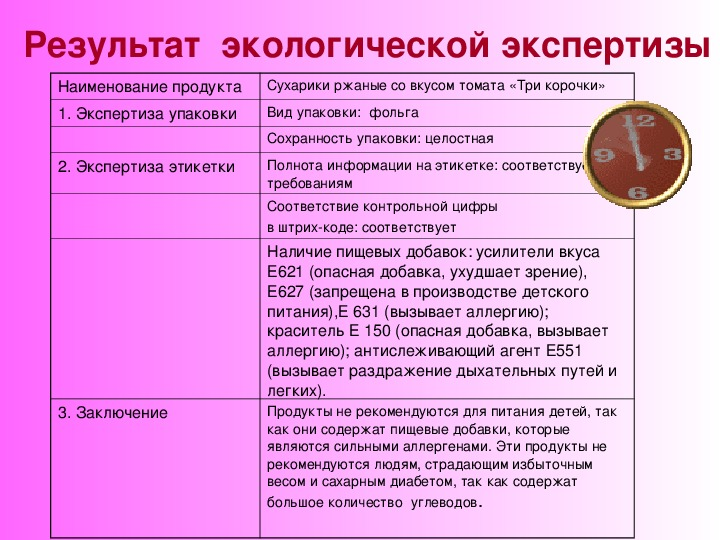 Результат экологической экспертизы
Наименование продукта
Сухарики ржаные со вкусом томата «Три корочки»
1. Экспертиза упаковки
Вид упаковки: фольга
Сохранность упаковки: целостная
2. Экспертиза этикетки
Полнота информации на этикетке: соответствуе
требованиям
Соответствие контрольной цифры
в штрих-коде: соответствует
Наличие пищевых добавок: усилители вкуса
Е621 (опасная добавка, ухудшает зрение),
Е627 (запрещена в производстве детского
питания),Е 631 (вызывает аллергию);
краситель Е 150 (опасная добавка, вызывает
аллергию); антислеживающий агент Е551
(вызывает раздражение дыхательных путей и
легких).
3. Заключение
Продукты не рекомендуются для питания детей, так
как они содержат пищевые добавки, которые
являются сильными аллергенами. Эти продукты не
рекомендуются людям, страдающим избыточным
весом и сахарным диабетом, так как содержат
большое количество углеводов.
12
9 3
6